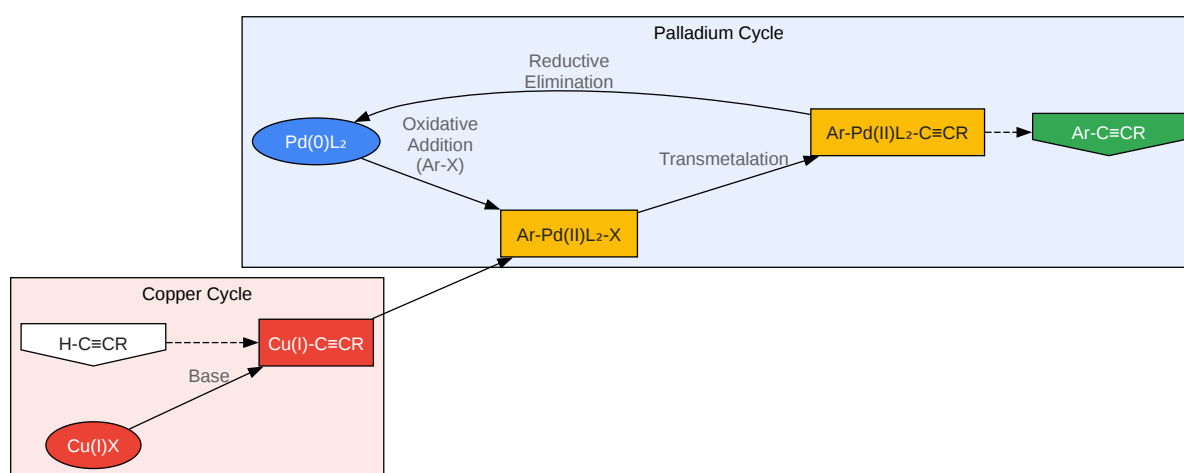 Palladium Cycle
Reductive
Elimination
Pd(0)L₂
Oxidative
Addition
(Ar-X)
Ar-Pd(II)L₂-X
Transmetalation
Ar-Pd(II)L₂-C≡CR
Ar-C≡CR
Copper Cycle
H-C≡CR
Cu(I)-C≡CR
Base
Cu(I)X